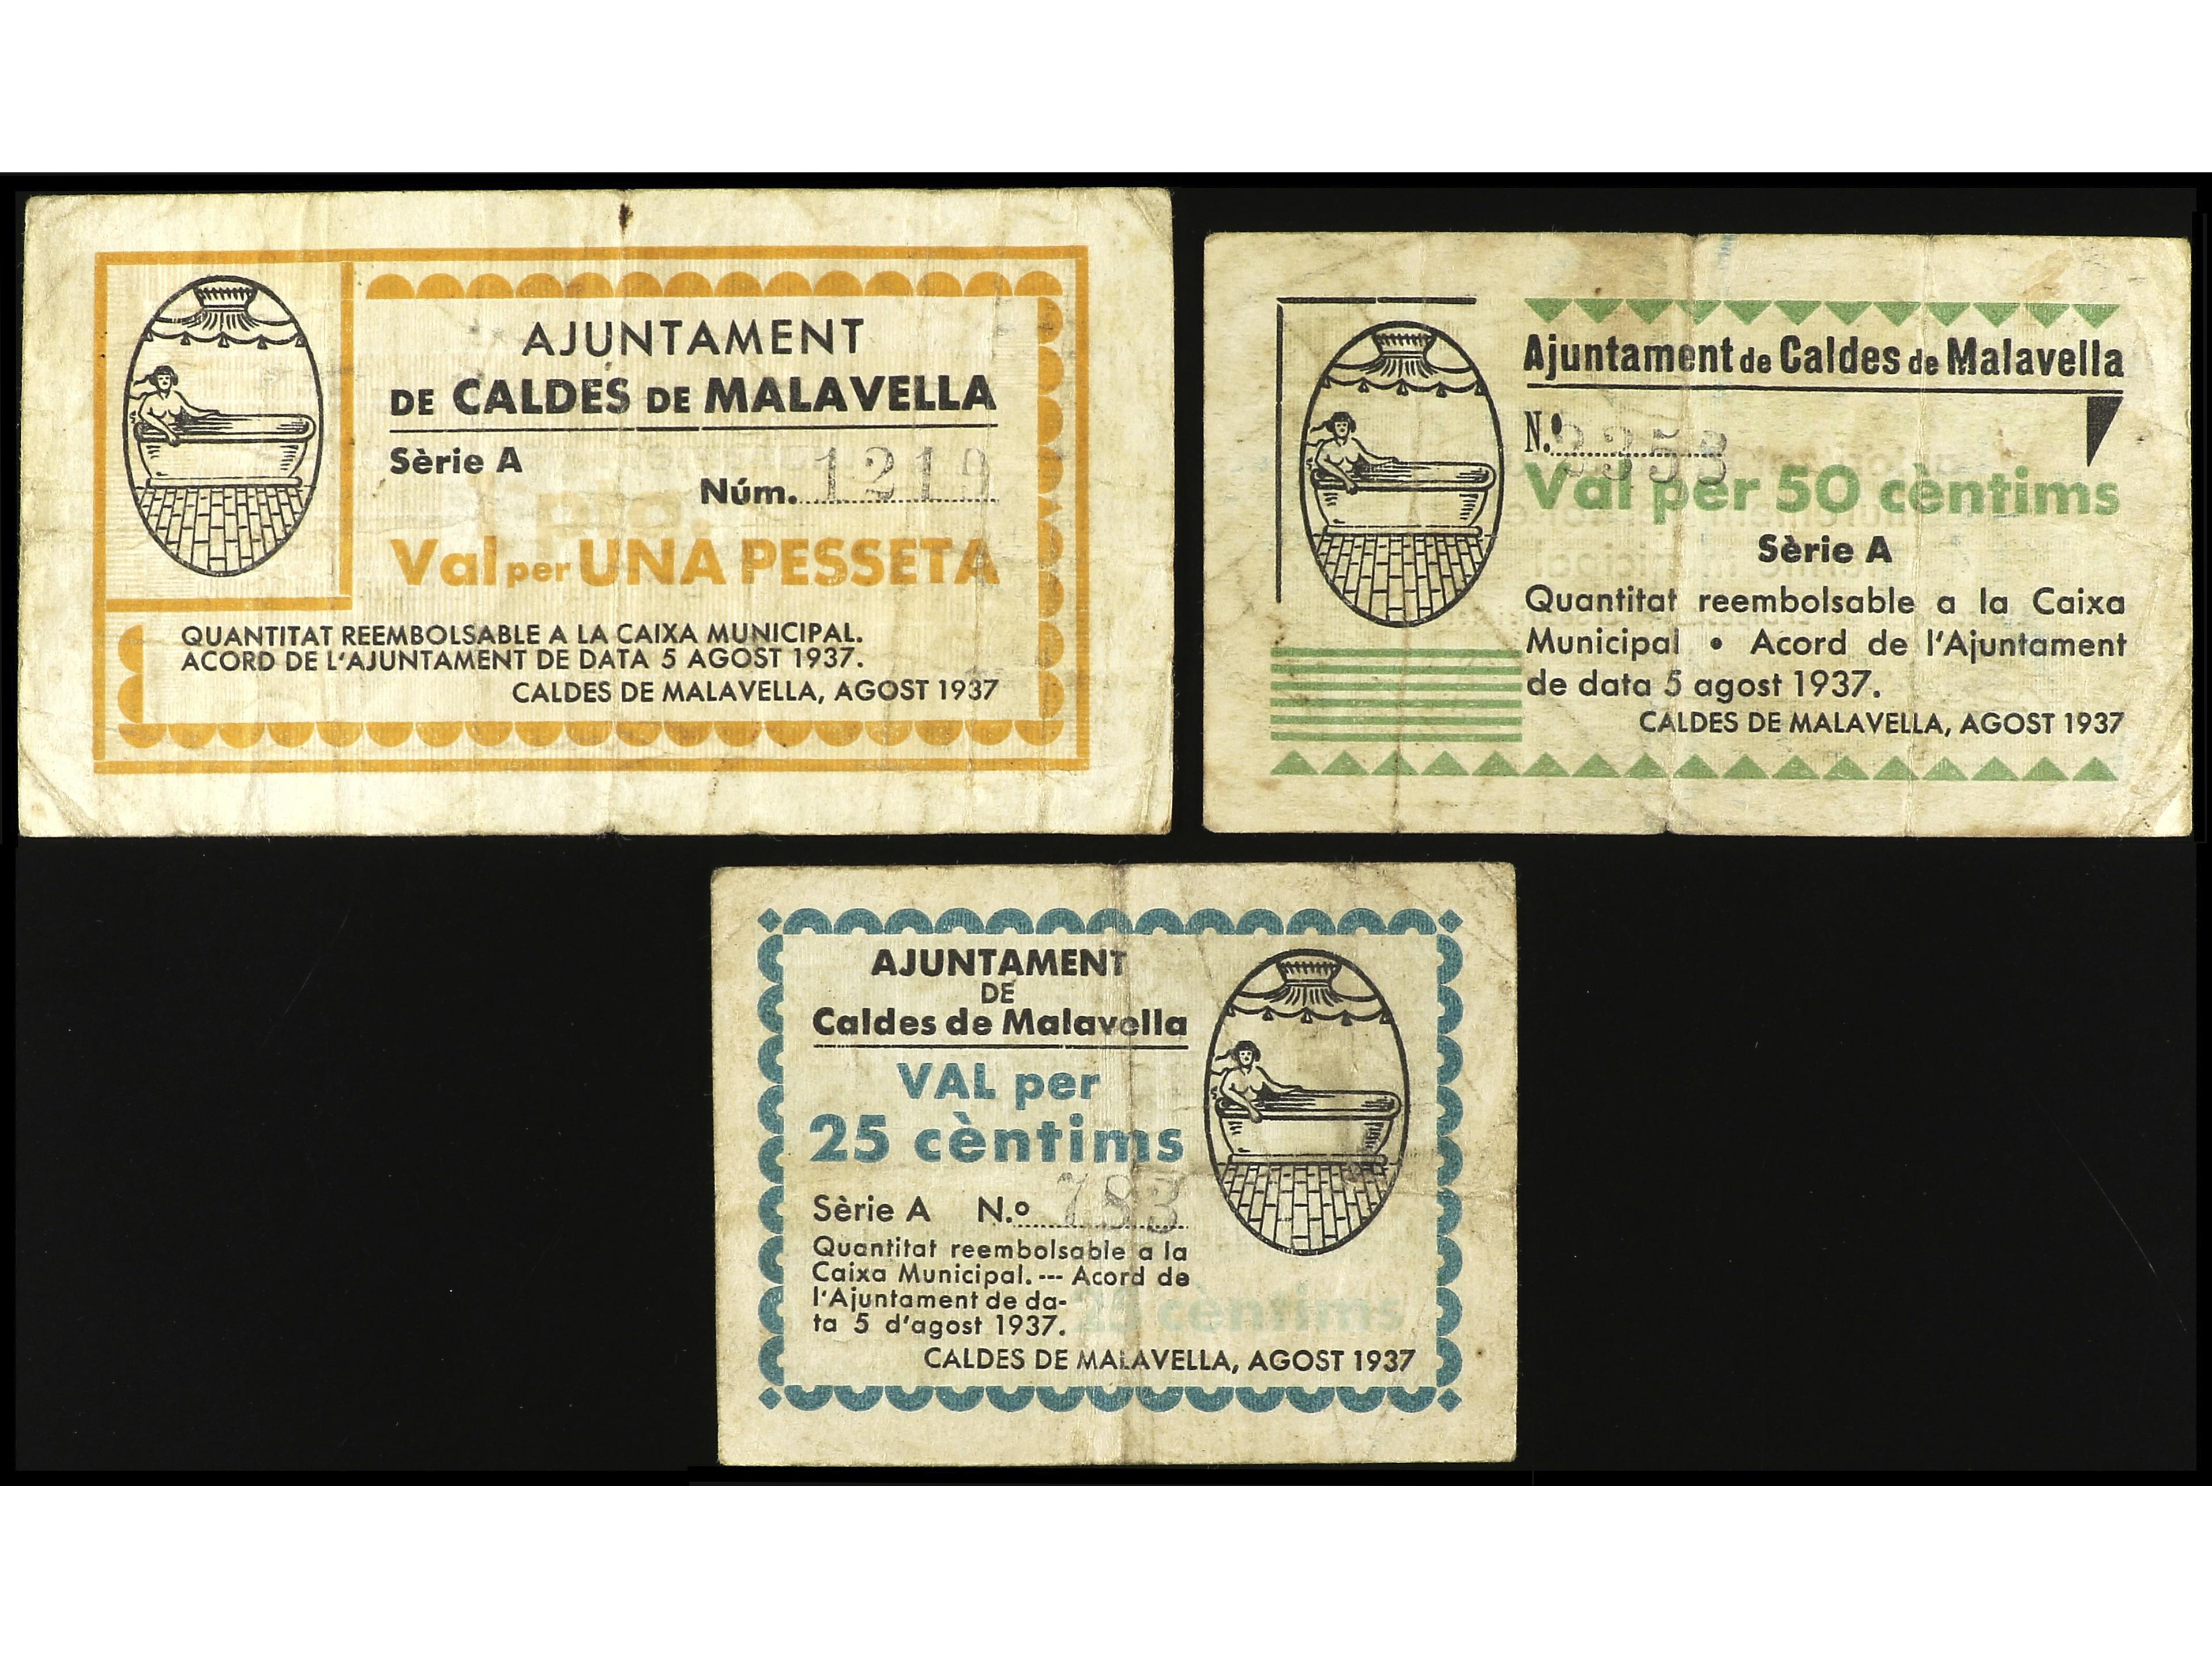 AJUNTAMENT
DE CALDES DE MALAVELLA
Sèrie A
Núm. 1219
Val per UNA PESSETA
QUANTITAT REEMBOLSABLE A LA CAIXA MUNICIPAL.
ACORD DE L'AJUNTAMENT DE DATA 5 AGOST 1937.
CALDES DE MALAVELLA, AGOST 1937
Ajuntament de Caldes de Malavella
N.º
Val per 50 cèntims
Sèrie A
Quantitat reembolsable a la Caixa
Municipal • Acord de l'Ajuntament
de data 5 agost 1937.
CALDES DE MALAVELLA, AGOST 1937
AJUNTAMENT
DE
Caldes de Malavella
VAL per
25 cèntims
Sèrie A N.º 783
Quantitat reembolsable a la
Caixa Municipal. --- Acord de
l'Ajuntament de da-
ta 5 d'agost 1937.
25 cèntims
CALDES DE MALAVELLA, AGOST 1937